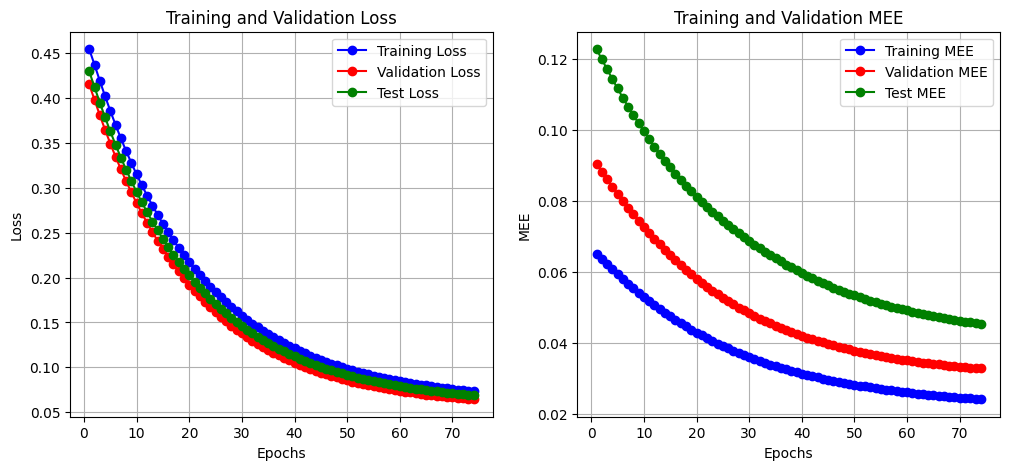 Training and Validation Loss
Training Loss
Validation Loss
Test Loss
0.45
0.40
0.35
0.30
0.25
0.20
0.15
0.10
0.05
Loss
0 10 20 30 40 50 60 70
Epochs
Training and Validation MEE
Training MEE
Validation MEE
Test MEE
0.12
0.10
0.08
0.06
0.04
0.02
MEE
0 10 20 30 40 50 60 70
Epochs